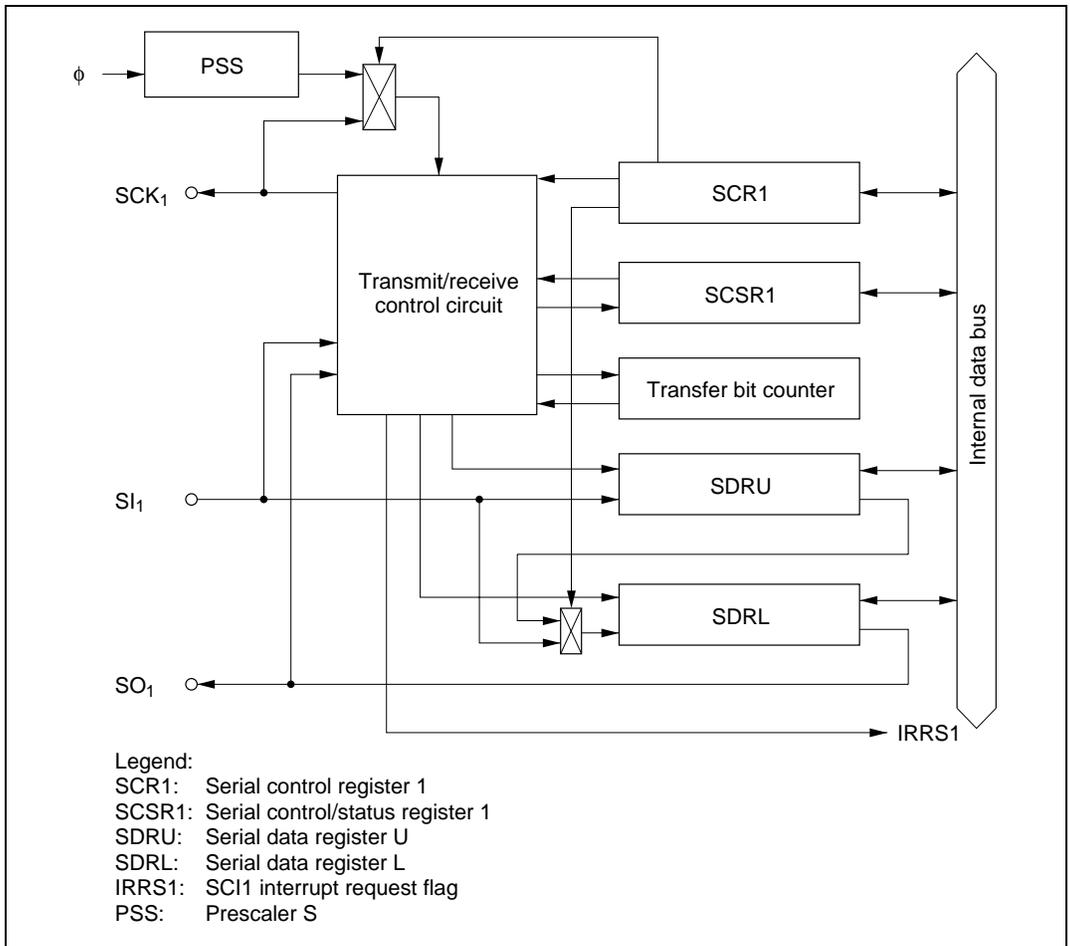 PSS
ϕ
SCK₁
SCR1
Transmit/receive
control circuit
SCSR1
Transfer bit counter
Internal data bus
SDRU
SI₁
SDRL
SO₁
IRRS1
Legend:
SCR1: Serial control register 1
SCSR1: Serial control/status register 1
SDRU: Serial data register U
SDRL: Serial data register L
IRRS1: SCI1 interrupt request flag
PSS: Prescaler S